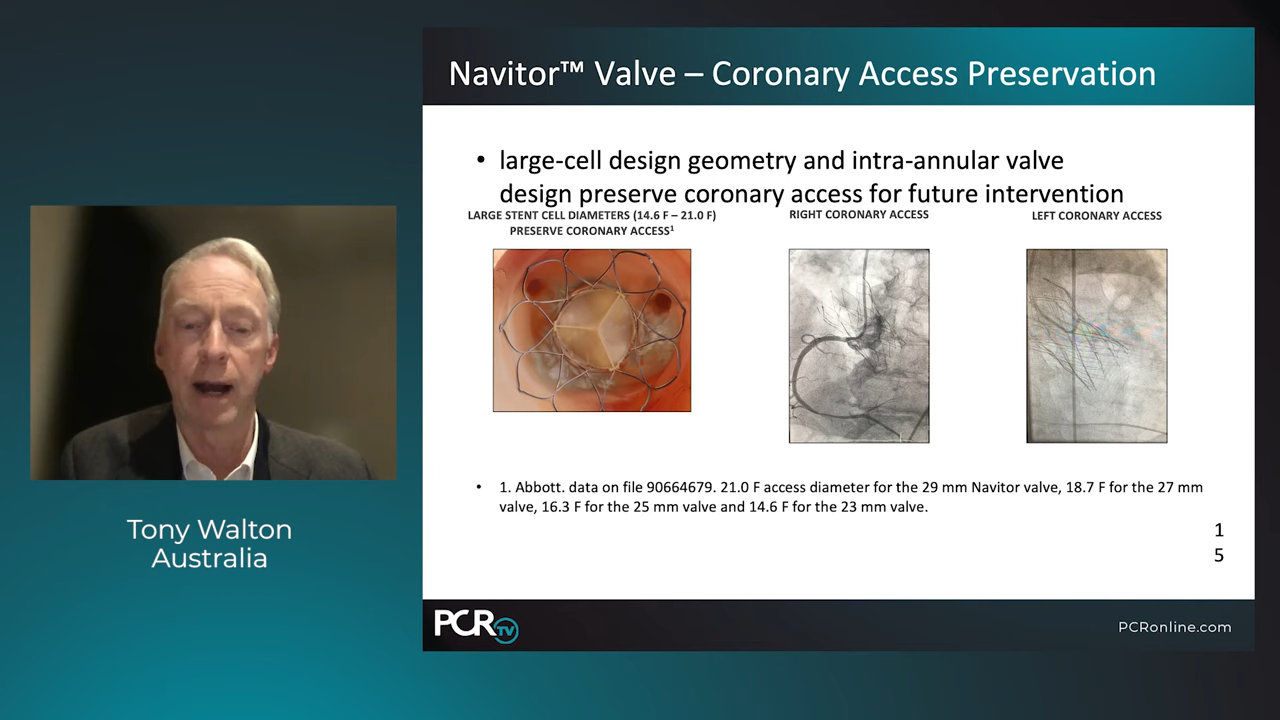 Navitor™ Valve – Coronary Access Preservation
• large-cell design geometry and intra-annular valve
design preserve coronary access for future intervention
LARGE STENT CELL DIAMETERS (14.6 F – 21.0 F)
PRESERVE CORONARY ACCESS¹
RIGHT CORONARY ACCESS
LEFT CORONARY ACCESS
• 1. Abbott. data on file 90664679. 21.0 F access diameter for the 29 mm Navitor valve, 18.7 F for the 27 mm
valve, 16.3 F for the 25 mm valve and 14.6 F for the 23 mm valve.
1
5
Tony Walton
Australia
PCR TV
PCRonline.com